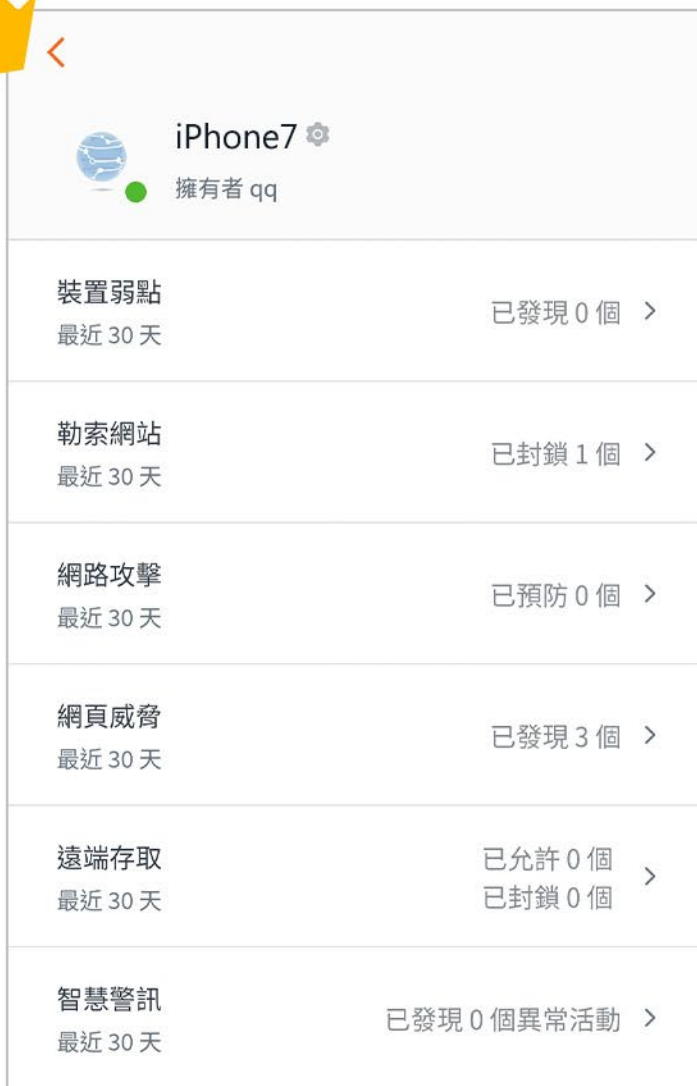 iPhone7
擁有者 qq
裝置弱點
最近 30 天
已發現 0 個
勒索網站
最近 30 天
已封鎖 1 個
網路攻擊
最近 30 天
已預防 0 個
網頁威脅
最近 30 天
已發現 3 個
遠端存取
最近 30 天
已允許 0 個
已封鎖 0 個
智慧警訊
最近 30 天
已發現 0 個異常活動